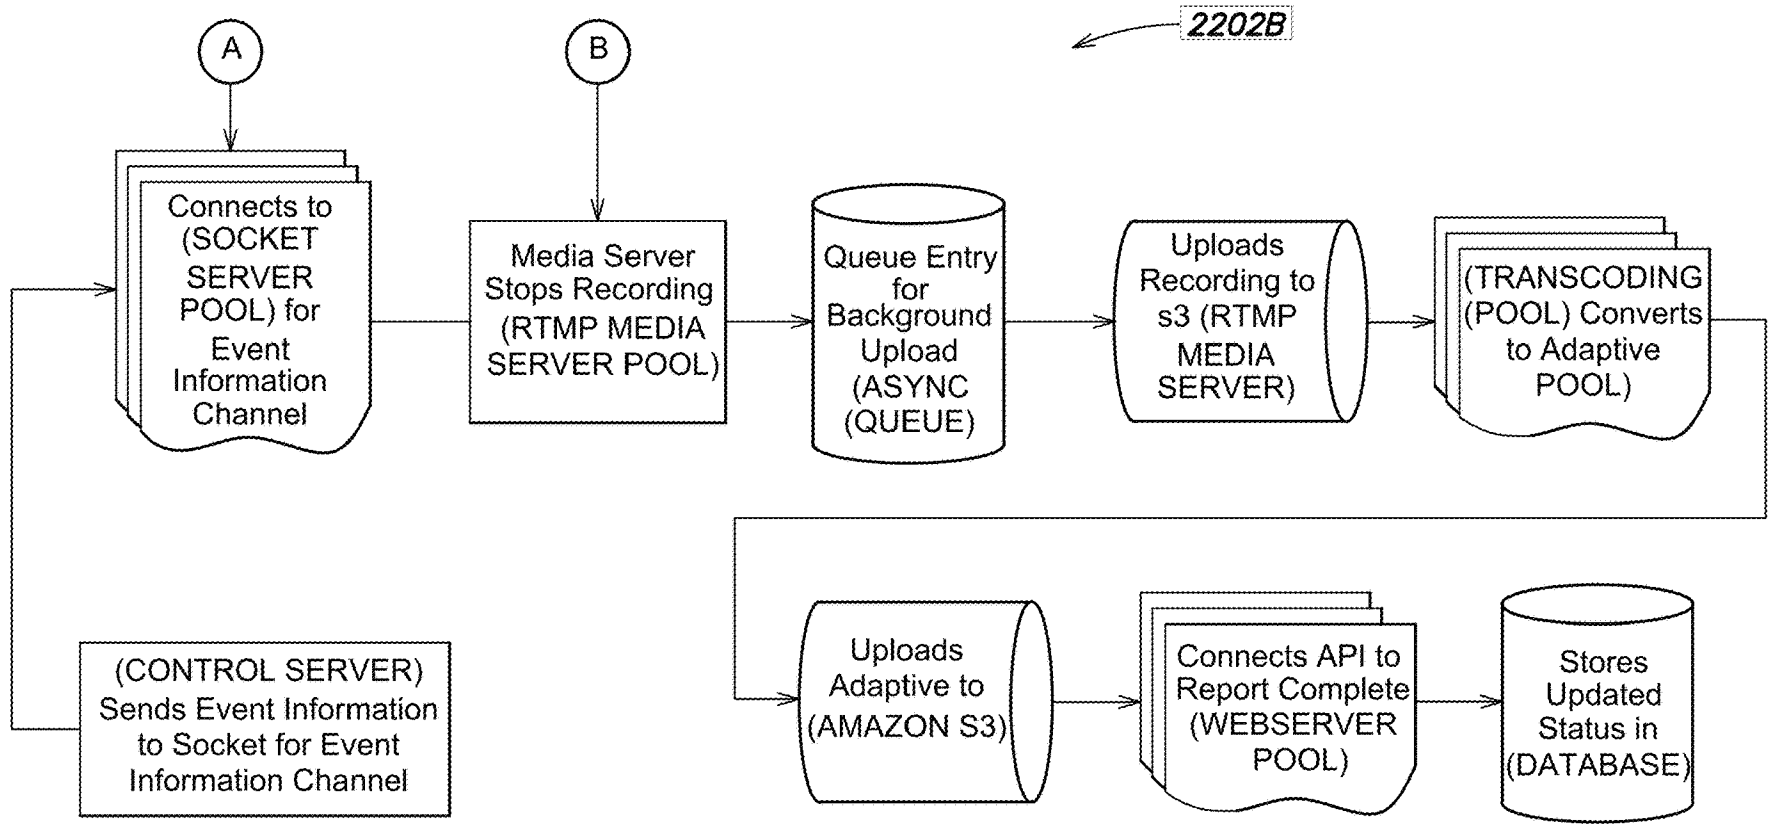 2202B
A
B
Connects to
(SOCKET
SERVER
POOL) for
Event
Information
Channel
Media Server
Stops Recording
(RTMP MEDIA
SERVER POOL)
Queue Entry
for
Background
Upload
(ASYNC
(QUEUE)
Uploads
Recording to
s3 (RTMP
MEDIA
SERVER)
(TRANSCODING
(POOL) Converts
to Adaptive
POOL)
(CONTROL SERVER)
Sends Event Information
to Socket for Event
Information Channel
Uploads
Adaptive to
(AMAZON S3)
Connects API to
Report Complete
(WEBSERVER
POOL)
Stores
Updated
Status in
(DATABASE)